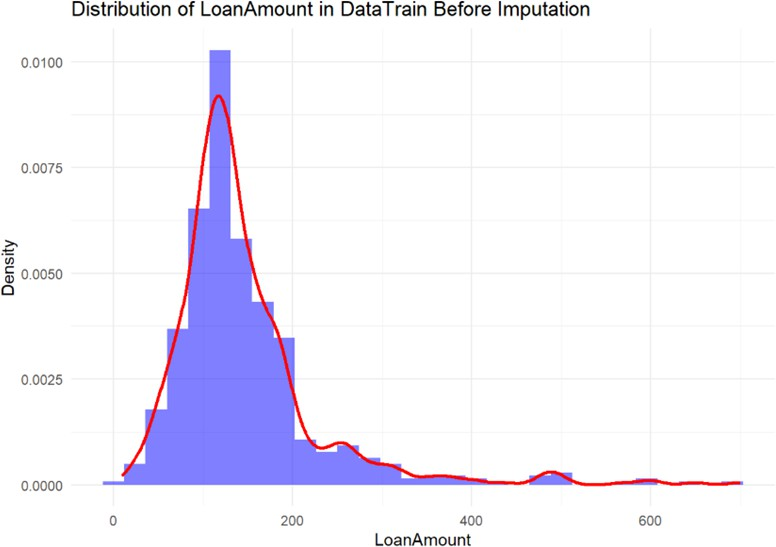 Distribution of LoanAmount in DataTrain Before Imputation
0.0100
0.0075
0.0050
0.0025
0.0000
Density
0 200 400 600
LoanAmount